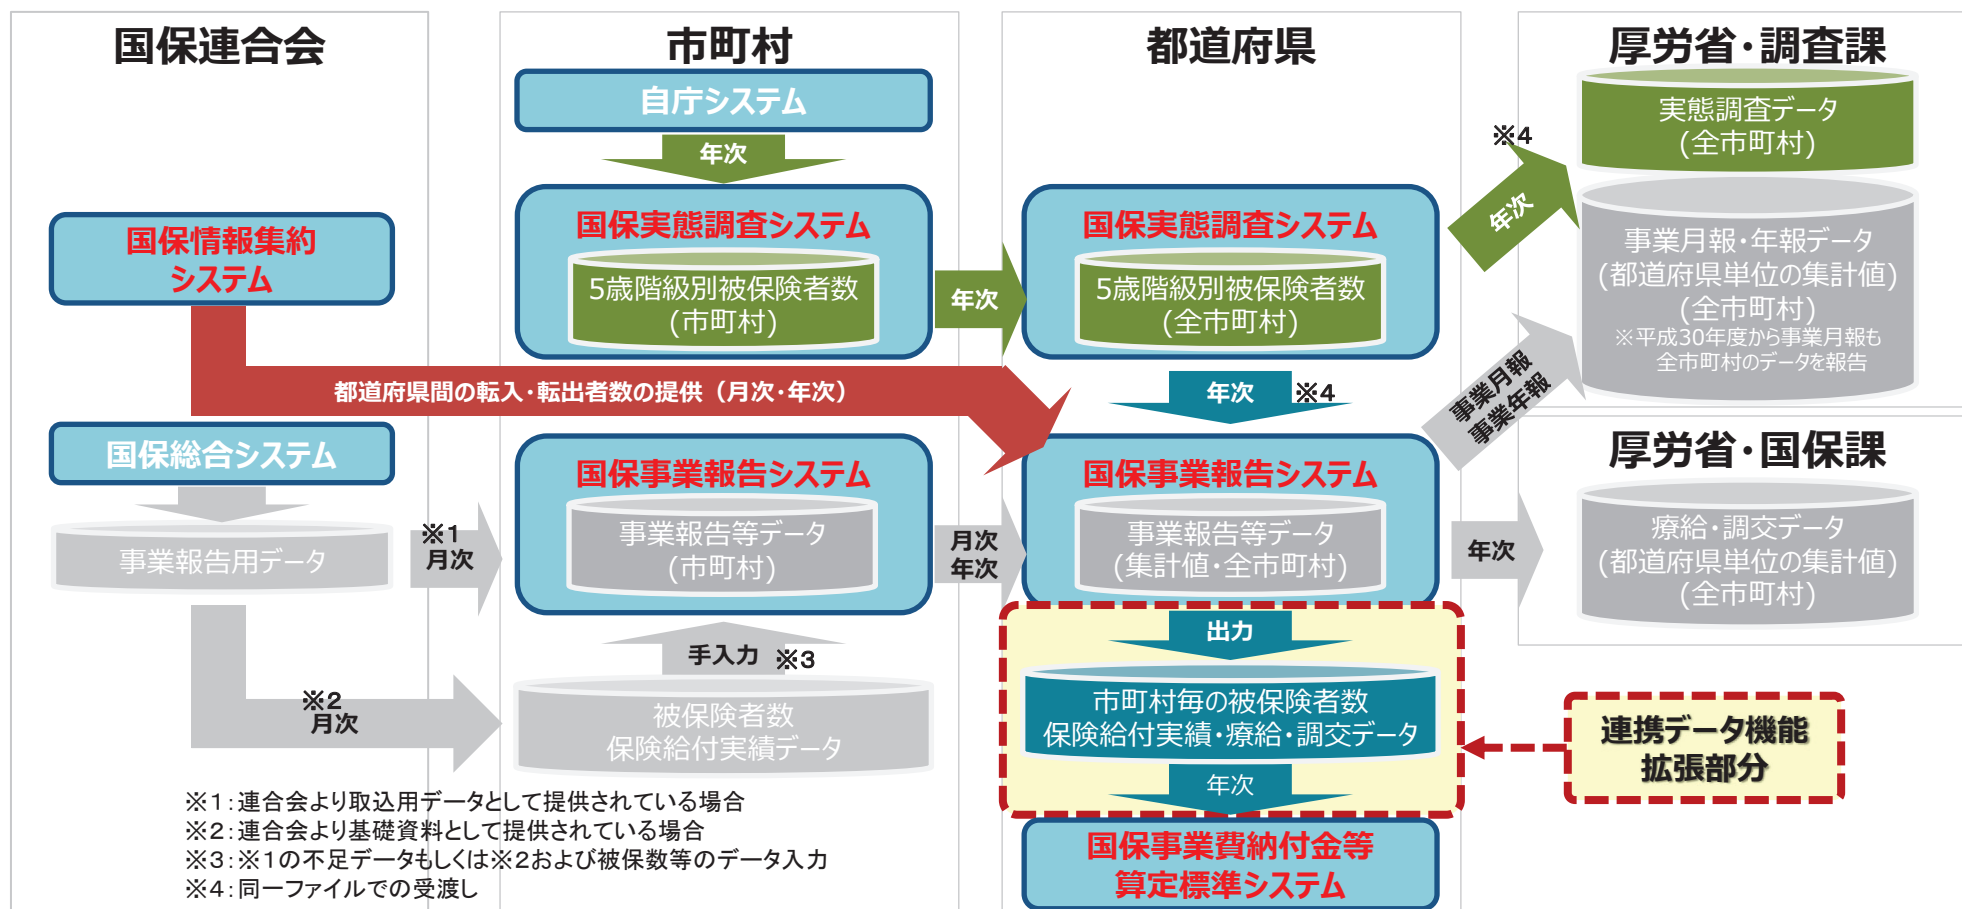 国保連合会
国保情報集約
システム
都道府県間の転入・転出者数の提供（月次・年次）
国保総合システム
事業報告用データ
※1
月次
※2
月次
市町村
自庁システム
年次
国保実態調査システム
5歳階級別被保険者数
(市町村)
年次
国保事業報告システム
事業報告等データ
(市町村)
月次
年次
手入力 ※3
被保険者数
保険給付実績データ
都道府県
国保実態調査システム
5歳階級別被保険者数
(全市町村)
年次 ※4
国保事業報告システム
事業報告等データ
(集計値・全市町村)
出力
市町村毎の被保険者数
保険給付実績・療給・調交データ
年次
国保事業費納付金等
算定標準システム
※4
年次
事業月報
事業年報
年次
厚労省・調査課
実態調査データ
(全市町村)
事業月報・年報データ
(都道府県単位の集計値)
(全市町村)
※平成30年度から事業月報も
全市町村のデータを報告
厚労省・国保課
療給・調交データ
(都道府県単位の集計値)
(全市町村)
連携データ機能
拡張部分
※1：連合会より取込用データとして提供されている場合
※2：連合会より基礎資料として提供されている場合
※3：※1の不足データもしくは※2および被保数等のデータ入力
※4：同一ファイルでの受渡し